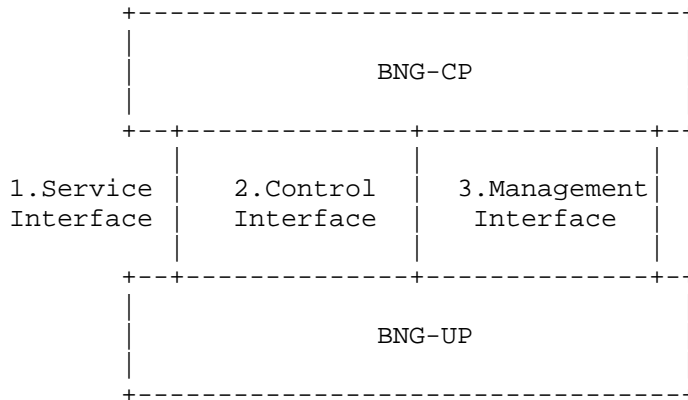 BNG-CP
1.Service 2.Control 3.Management
Interface Interface Interface
BNG-UP